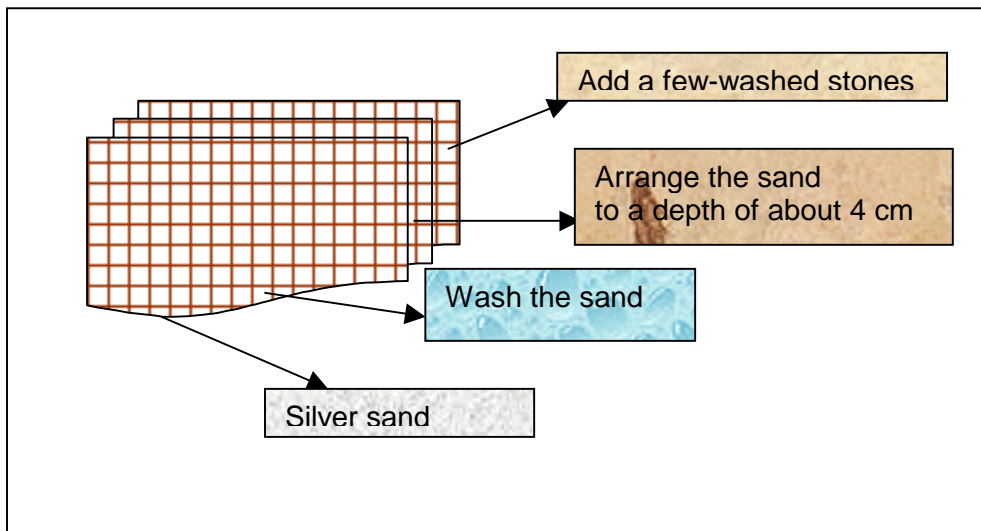 Add a few-washed stones
Arrange the sand
to a depth of about 4 cm
Wash the sand
Silver sand